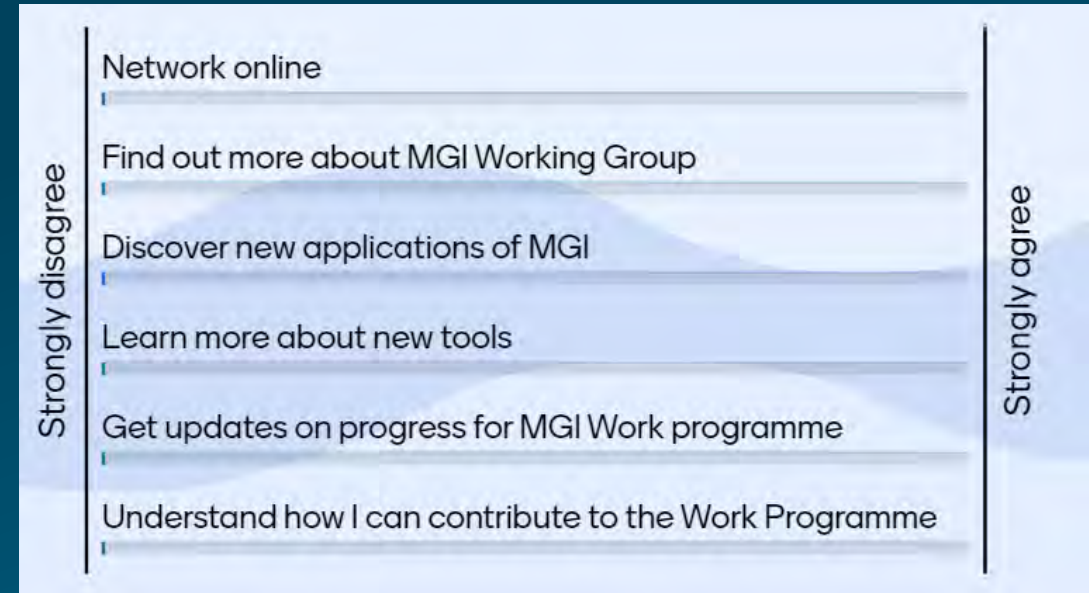 Strongly disagree
Network online
Find out more about MGI Working Group
Discover new applications of MGI
Learn more about new tools
Get updates on progress for MGI Work programme
Understand how I can contribute to the Work Programme
Strongly agree